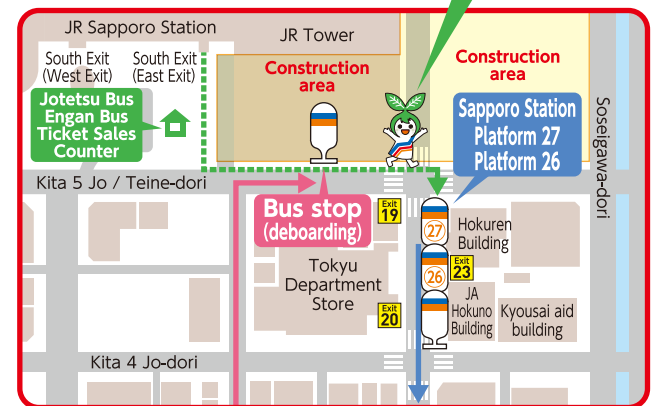 JR Sapporo Station
JR Tower
South Exit
(West Exit)
South Exit
(East Exit)
Construction
area
Construction
area
Jotetsu Bus
Engan Bus
Ticket Sales
Counter
Sapporo Station
Platform 27
Platform 26
Soseigawa-dori
Kita 5 Jo / Teine-dori
Bus stop
(deboarding)
Exit
19
27
Hokuren
Building
Tokyu
Department
Store
26
Exit
23
Exit
20
JA
Hokuno
Building
Kyousai aid
building
Kita 4 Jo-dori